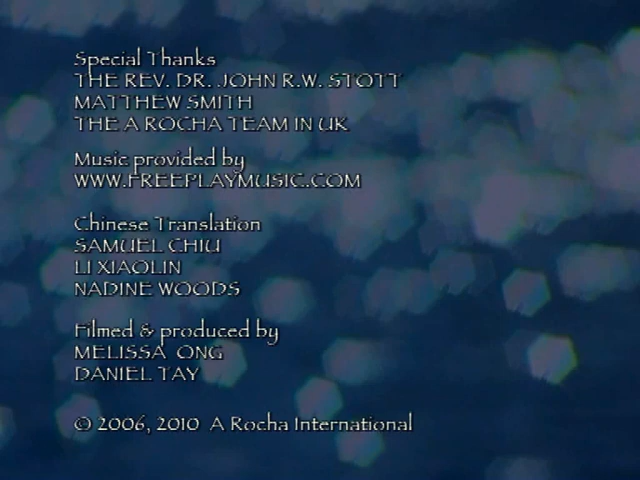 Special Thanks
THE REV. DR. JOHN R.W. STOTT
MATTHEW SMITH
THE A ROCHA TEAM IN UK
Music provided by
WWW.FREEPLAYMUSIC.COM
Chinese Translation
SAMUEL CHIU
LI XIAOLIN
NADINE WOODS
Filmed & produced by
MELISSA ONG
DANIEL TAY
© 2006, 2010 A Rocha International